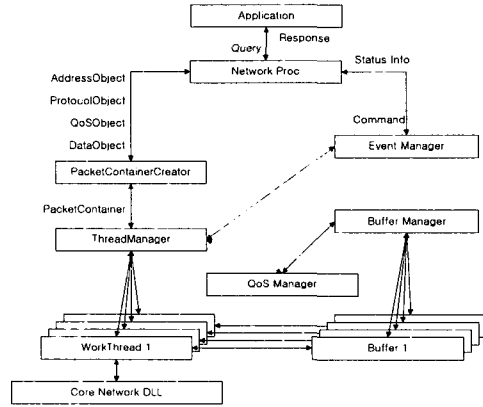 Application
Response
Query
Network Proc
Status Info
AddressObject
ProtocolObject
QoSObject
DataObject
Command
Event Manager
PacketContainerCreator
PacketContainer
Buffer Manager
ThreadManager
QoS Manager
WorkThread 1
Buffer 1
Core Network DLL